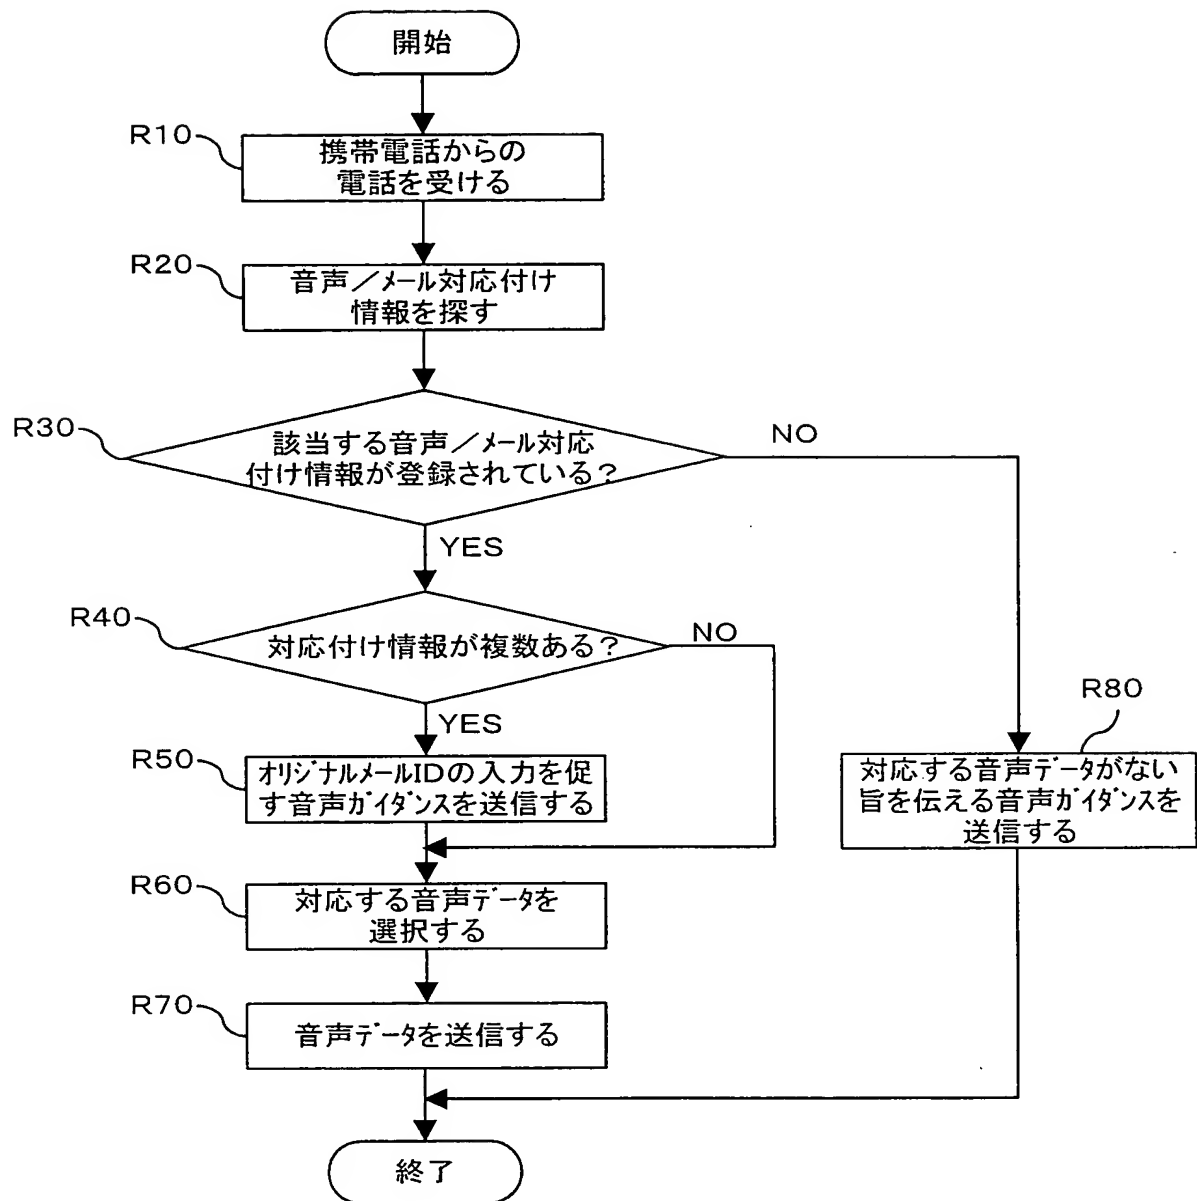 開始
R10
携帯電話からの
電話を受ける
R20
音声／メール対応付け
情報を探す
R30
該当する音声／メール対応
付け情報が登録されている？
NO
YES
R40
対応付け情報が複数ある？
NO
YES
R50
オリジナルメールIDの入力を促
す音声ガイダンスを送信する
R80
対応する音声データがない
旨を伝える音声ガイダンスを
送信する
R60
対応する音声データを
選択する
R70
音声データを送信する
終了